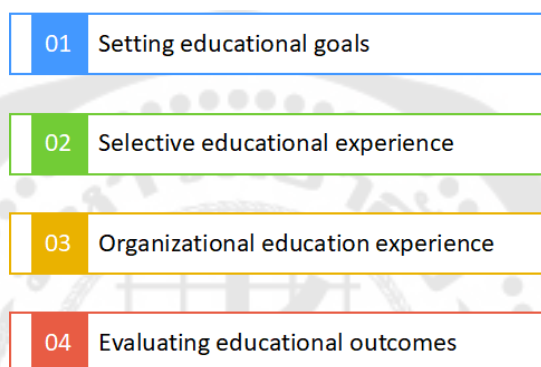 01 Setting educational goals
02 Selective educational experience
03 Organizational education experience
04 Evaluating educational outcomes